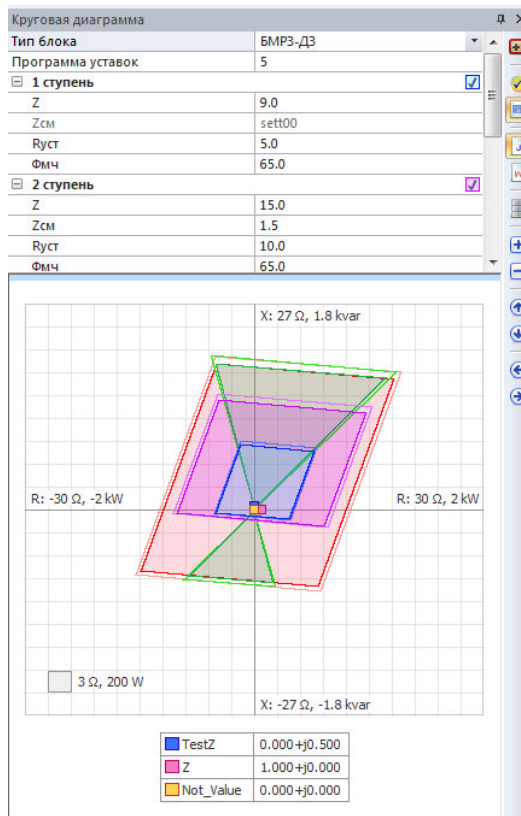 Круговая диаграмма
Тип блока БМРЗ-ДЗ
Программа уставок 5
1 ступень
Z 9.0
Zсм sett00
Rуст 5.0
Фмч 65.0
2 ступень
Z 15.0
Zсм 1.5
Rуст 10.0
Фмч 65.0
X: 27 Ω, 1.8 kvar
R: -30 Ω, -2 kW R: 30 Ω, 2 kW
3 Ω, 200 W
X: -27 Ω, -1.8 kvar
TestZ 0.000+j0.500
Z 1.000+j0.000
Not_Value 0.000+j0.000